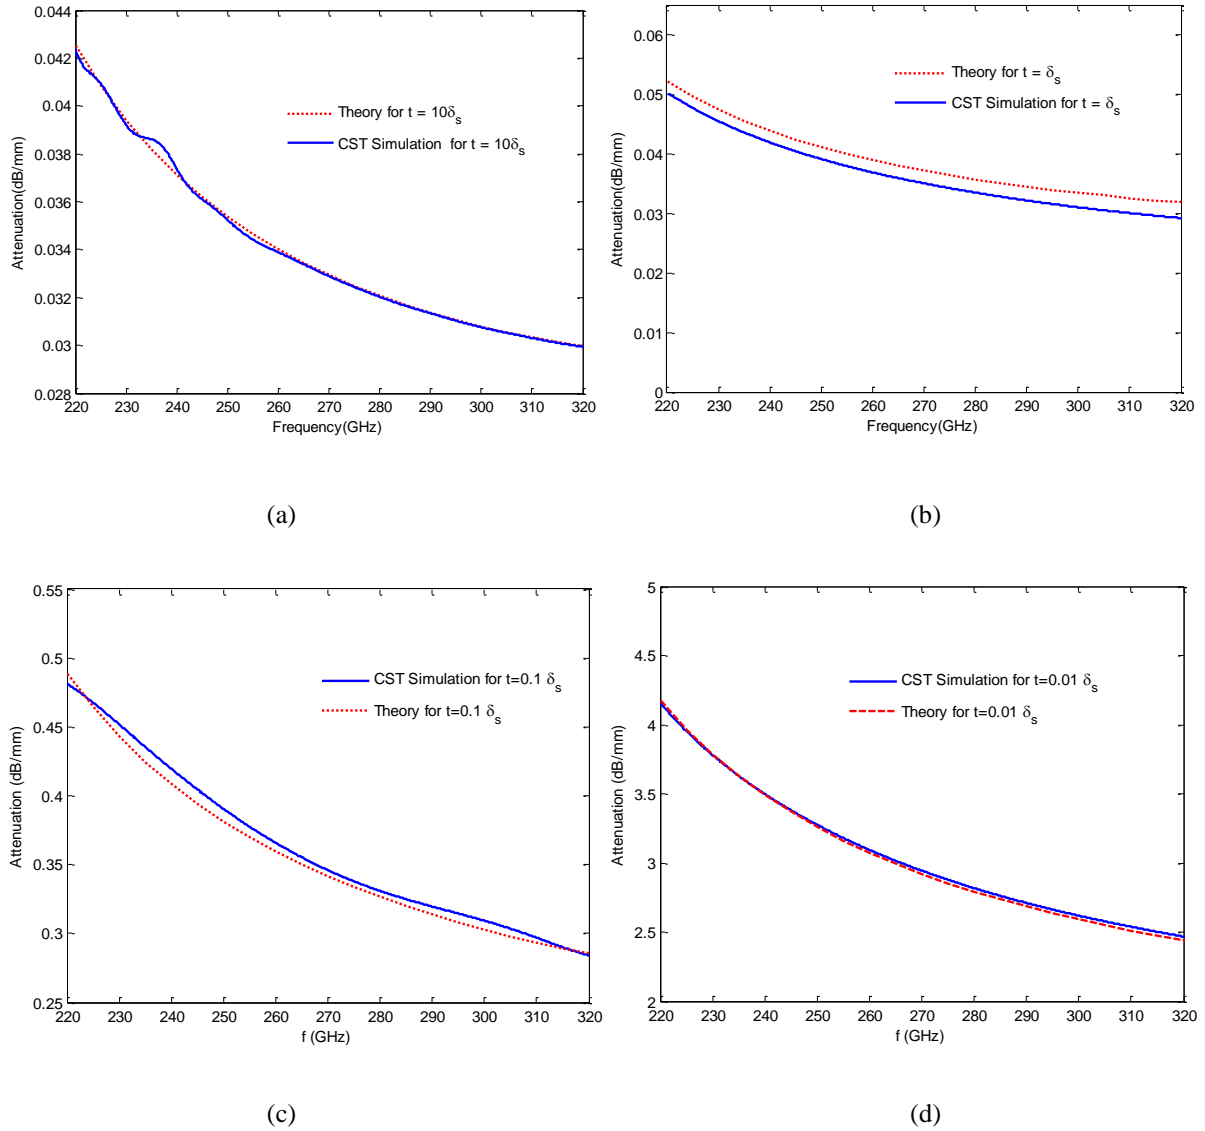 0.044
0.042
0.04
0.038
0.036
0.034
0.032
0.03
0.028
Attenuation(dB/mm)
Theory for t = 10δs
CST Simulation for t = 10δs
220 230 240 250 260 270 280 290 300 310 320
Frequency(GHz)
(a)
0.06
0.05
0.04
0.03
0.02
0.01
0
Attenuation(dB/mm)
Theory for t = δs
CST Simulation for t = δs
220 230 240 250 260 270 280 290 300 310 320
Frequency(GHz)
(b)
0.55
0.5
0.45
0.4
0.35
0.3
0.25
Attenuation (dB/mm)
CST Simulation for t=0.1 δs
Theory for t=0.1 δs
220 230 240 250 260 270 280 290 300 310 320
f (GHz)
(c)
5
4.5
4
3.5
3
2.5
2
Attenuation (dB/mm)
CST Simulation for t=0.01 δs
Theory for t=0.01 δs
220 230 240 250 260 270 280 290 300 310 320
f (GHz)
(d)